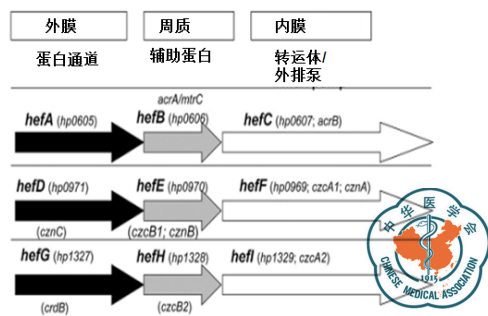 外膜
周质
内膜
蛋白通道
辅助蛋白
转运体/
外排泵
acrA/mtrC
hefA (hp0605)
hefB (hp0606)
hefC (hp0607; acrB)
hefD (hp0971)
hefE (hp0970)
hefF (hp0969; czcA1; cznA)
(cznC)
(czcB1; cznB)
hefG (hp1327)
hefH (hp1328)
hefI (hp1329; czcA2)
(crdB)
(czcB2)
中华医学会
CHINESE MEDICAL ASSOCIATION
1915